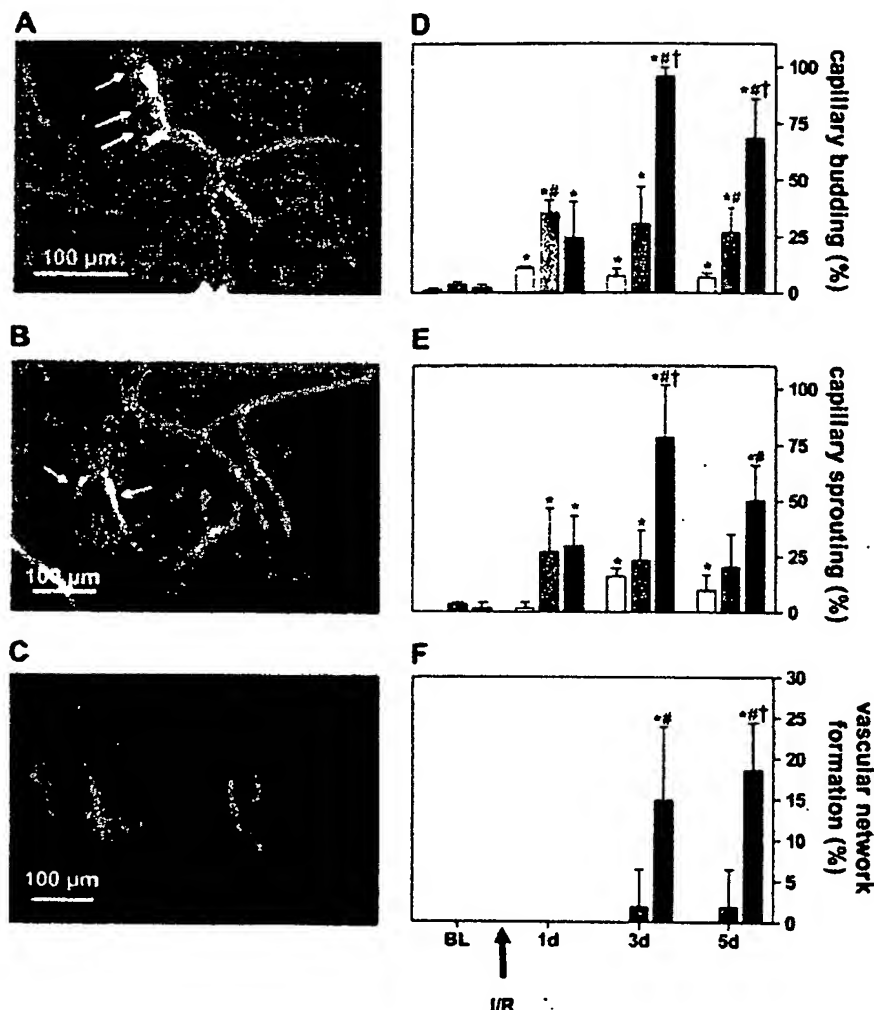 A
100 µm
B
100 µm
C
100 µm
D
*
*#
*
*
*
*#†
*
*#
*#†
100
75
50
25
0
capillary budding (%)
E
*
*
*
*
*#†
*
*#
100
75
50
25
0
capillary sprouting (%)
F
*#
*#†
30
25
20
15
10
5
0
vascular network
formation (%)
BL
1d
3d
5d
I/R